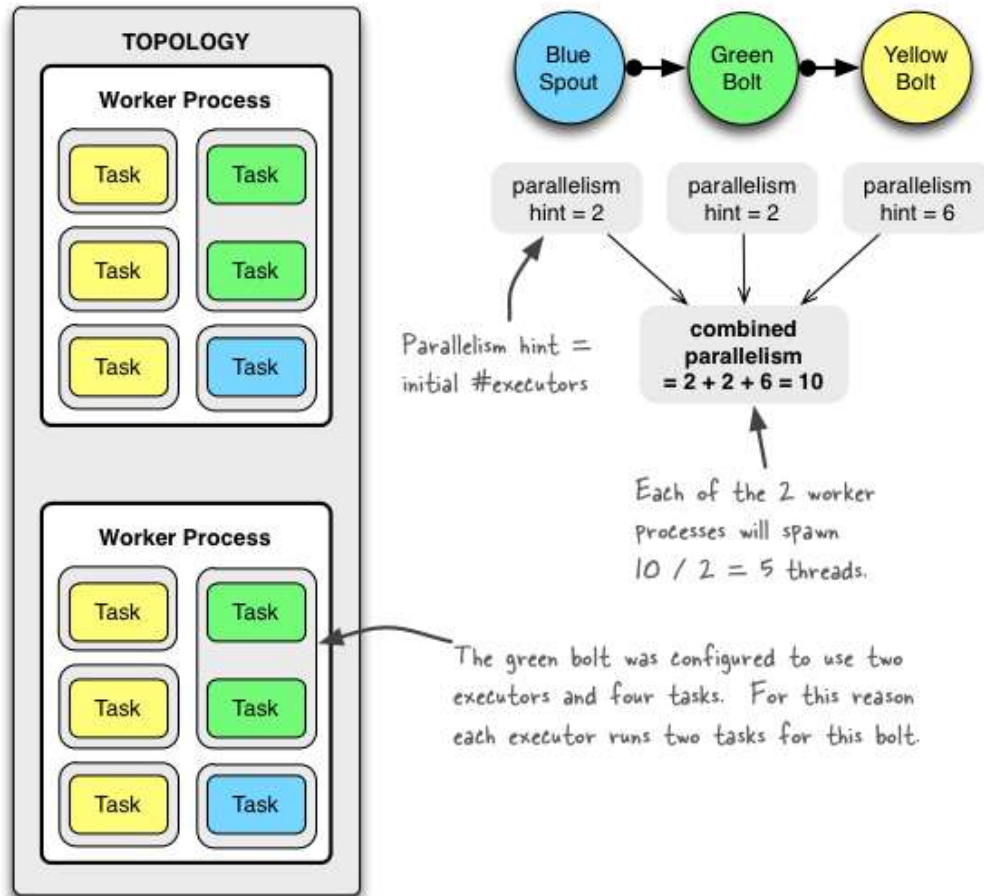 TOPOLOGY
Worker Process
Task
Task
Task
Task
Task
Task
Worker Process
Task
Task
Task
Task
Task
Task
Blue
Spout
Green
Bolt
Yellow
Bolt
parallelism
hint = 2
parallelism
hint = 2
parallelism
hint = 6
Parallelism hint =
initial #executors
combined
parallelism
= 2 + 2 + 6 = 10
Each of the 2 worker
processes will spawn
10 / 2 = 5 threads.
The green bolt was configured to use two
executors and four tasks. For this reason
each executor runs two tasks for this bolt.